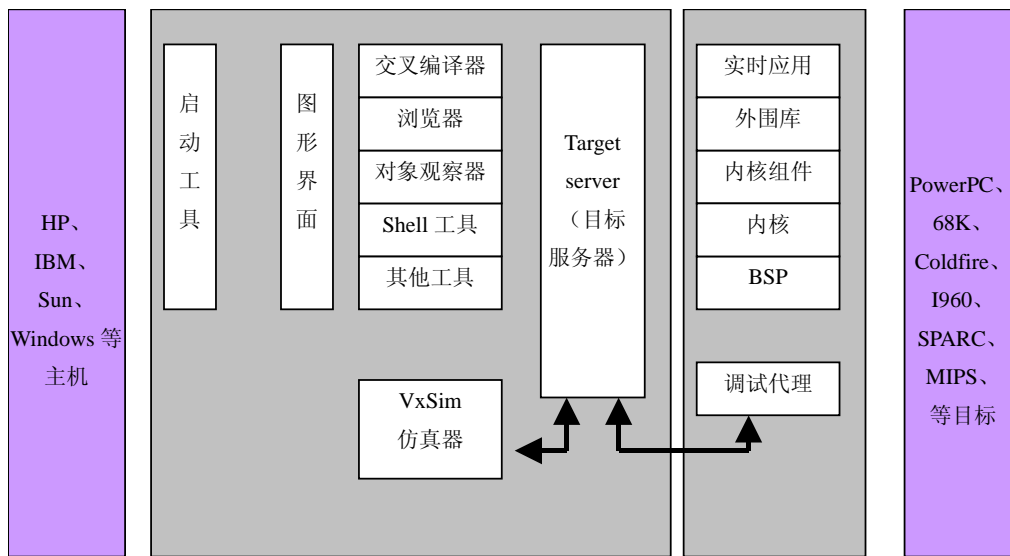 HP、
IBM、
Sun、
Windows 等
主机
启
动
工
具
图
形
界
面
交叉编译器
浏览器
对象观察器
Shell 工具
其他工具
VxSim
仿真器
Target
server
（目标
服务器）
实时应用
外围库
内核组件
内核
BSP
调试代理
PowerPC、
68K、
Coldfire、
I960、
SPARC、
MIPS、
等目标